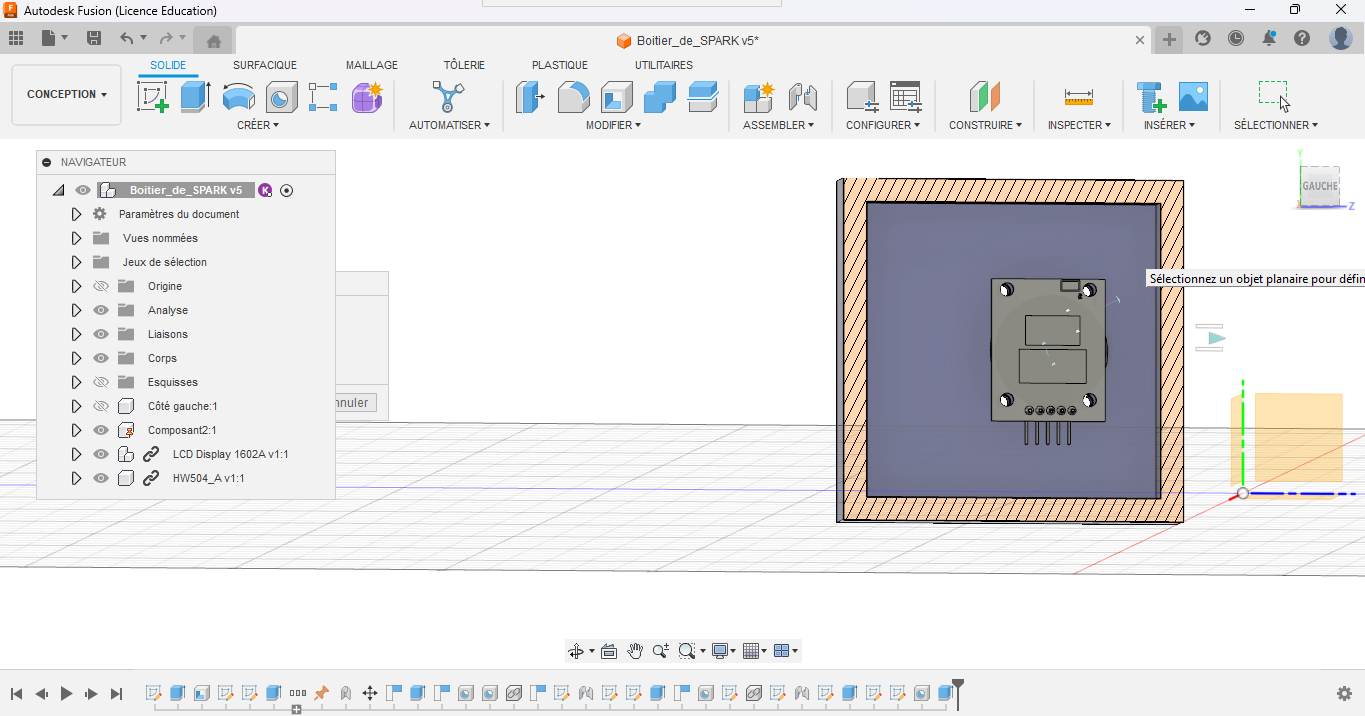 Autodesk Fusion (Licence Education)
Boitier_de_SPARK v5*
CONCEPTION
SOLIDE SURFACIQUE MAILLAGE TÔLERIE PLASTIQUE UTILITAIRES
CRÉER AUTOMATISER MODIFIER ASSEMBLER CONFIGURER CONSTRUIRE INSPECTER INSÉRER SÉLECTIONNER
NAVIGATEUR
Boitier_de_SPARK v5
Paramètres du document
Vues nommées
Jeux de sélection
Origine
Analyse
Liaisons
Corps
Esquisses
Côté gauche:1
Composant2:1
LCD Display 1602A v1:1
HW504_A v1:1
nnuler
Y
GAUCHE
Z
Sélectionnez un objet planaire pour défin